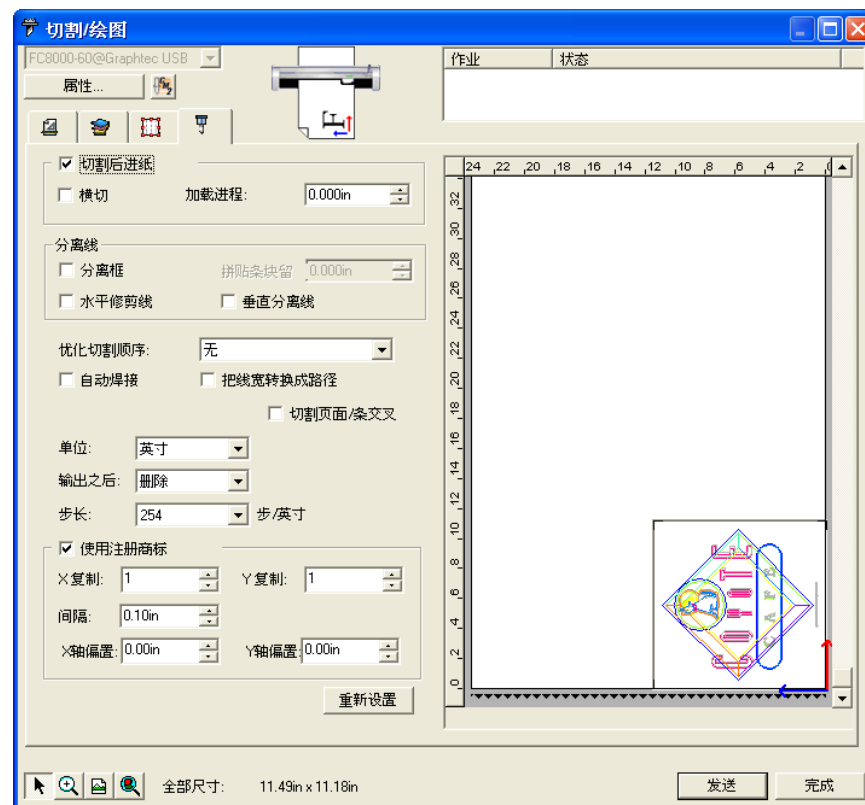 切割/绘图
FC8000-60@Graphtec USB
作业 状态
属性...
切割后进纸
横切 加载进程: 0.000in
分离线
分离框 拼贴条块留 0.000in
水平修剪线 垂直分离线
优化切割顺序: 无
自动焊接 把线宽转换成路径
切割页面/条交叉
单位: 英寸
输出之后: 删除
步长: 254 步/英寸
使用注册商标
X复制: 1 Y复制: 1
间隔: 0.10in
X轴偏置: 0.00in Y轴偏置: 0.00in
重新设置
24 22 20 18 16 14 12 10 8 6 4 2 0
32
30
28
26
24
22
20
18
16
14
12
10
8
6
4
2
0
全部尺寸: 11.49in x 11.18in 发送 完成